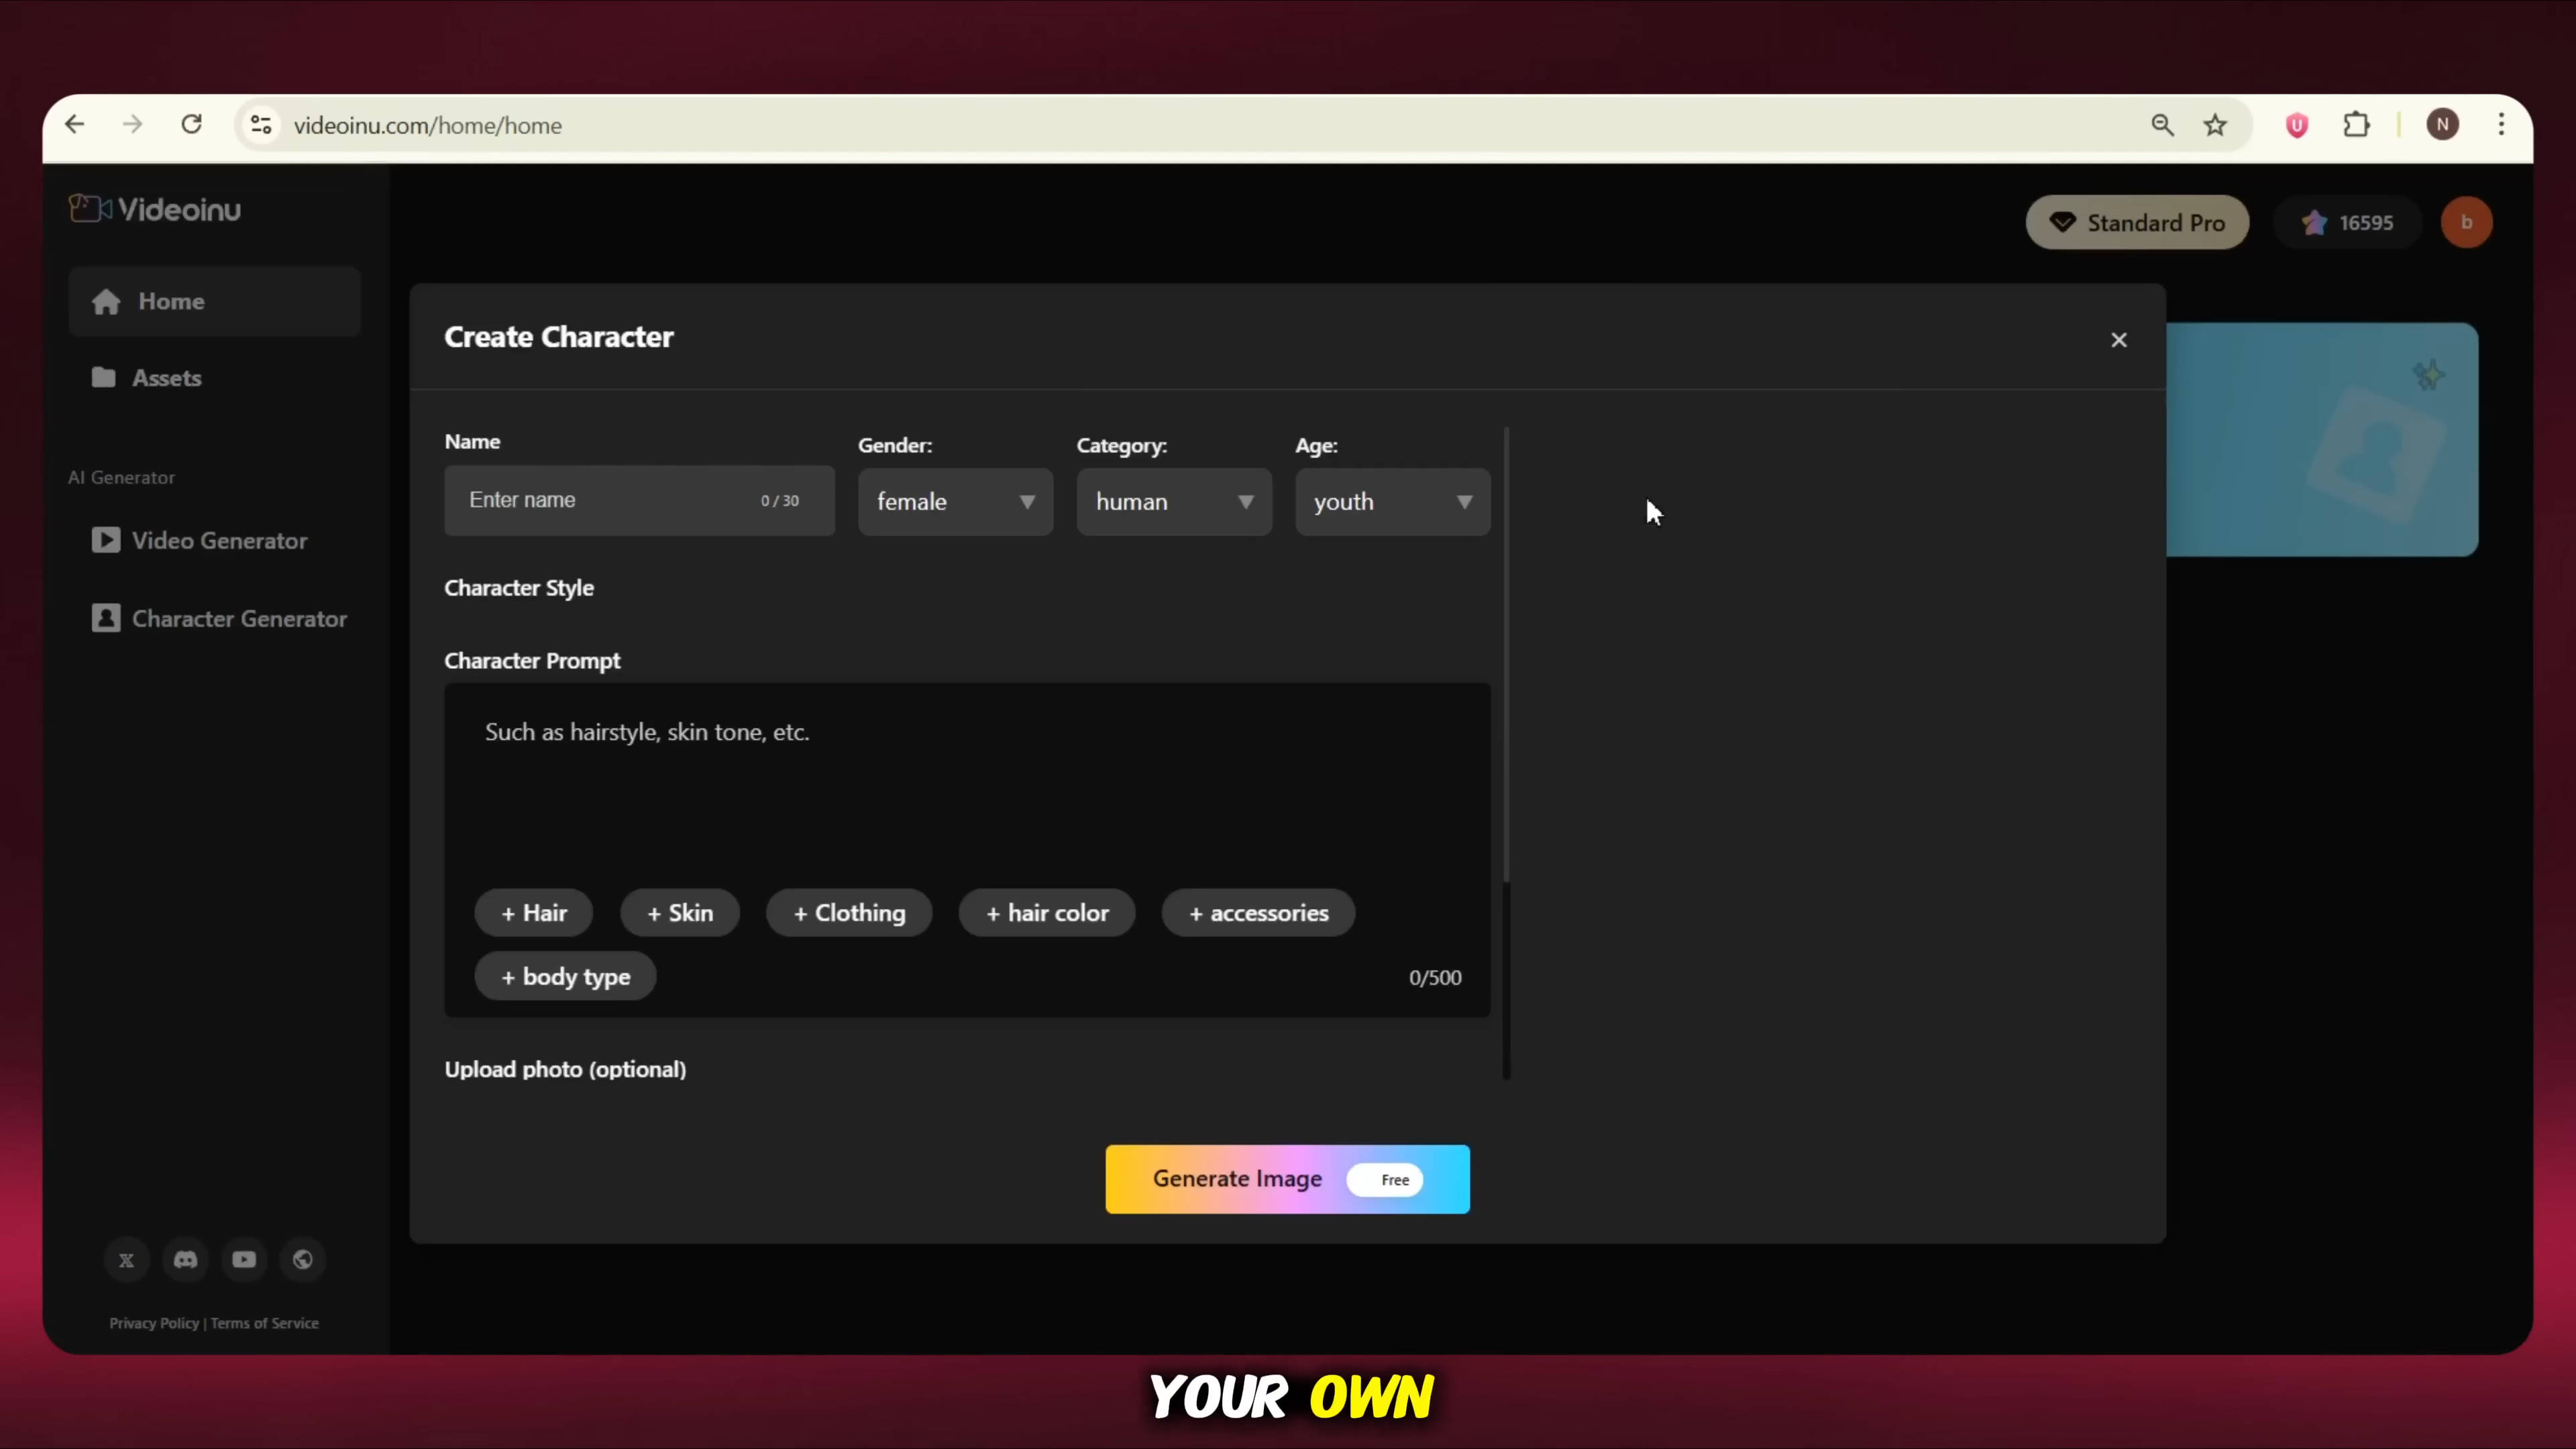 videoinu.com/home/home
N
Videoinu
Standard Pro
16595
b
Home
Assets
AI Generator
Video Generator
Character Generator
Create Character
Name
Gender:
Category:
Age:
Enter name
0 / 30
female
human
youth
Character Style
Character Prompt
Such as hairstyle, skin tone, etc.
+ Hair
+ Skin
+ Clothing
+ hair color
+ accessories
+ body type
0/500
Upload photo (optional)
Generate Image
Free
Privacy Policy | Terms of Service
YOUR OWN